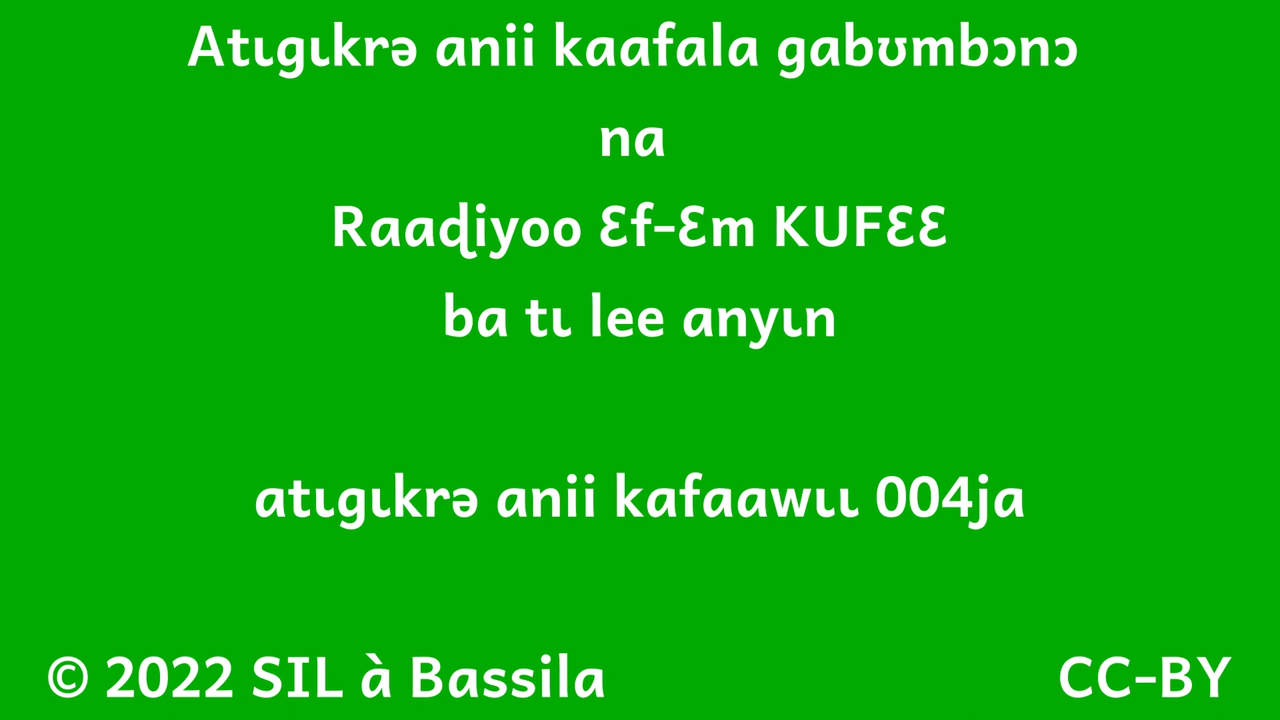 Atɩgɩkrə anii kaafala gabʊmbɔnɔ
na
Raaɖiyoo Ɛf-Ɛm KUFƐƐ
ba tɩ lee anyɩn
atɩgɩkrə anii kafaawɩɩ 004ja
© 2022 SIL à Bassila
CC-BY